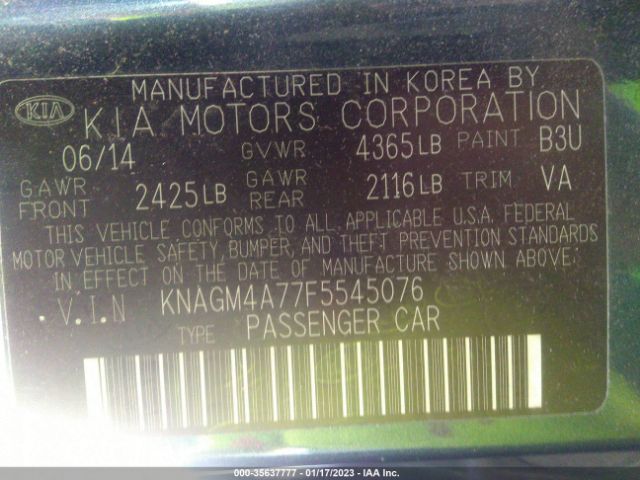 MANUFACTURED IN KOREA BY
KIA KIA MOTORS CORPORATION
06/14 GVWR 4365LB PAINT B3U
GAWR FRONT 2425LB GAWR REAR 2116LB TRIM VA
THIS VEHICLE CONFORMS TO ALL APPLICABLE U.S.A. FEDERAL
MOTOR VEHICLE SAFETY, BUMPER, AND THEFT PREVENTION STANDARDS
IN EFFECT ON THE DATE OF MANUFACTURE SHOWN ABOVE.
V.I.N KNAGM4A77F5545076
TYPE: PASSENGER CAR
000-35637777 - 01/17/2023 - IAA Inc.